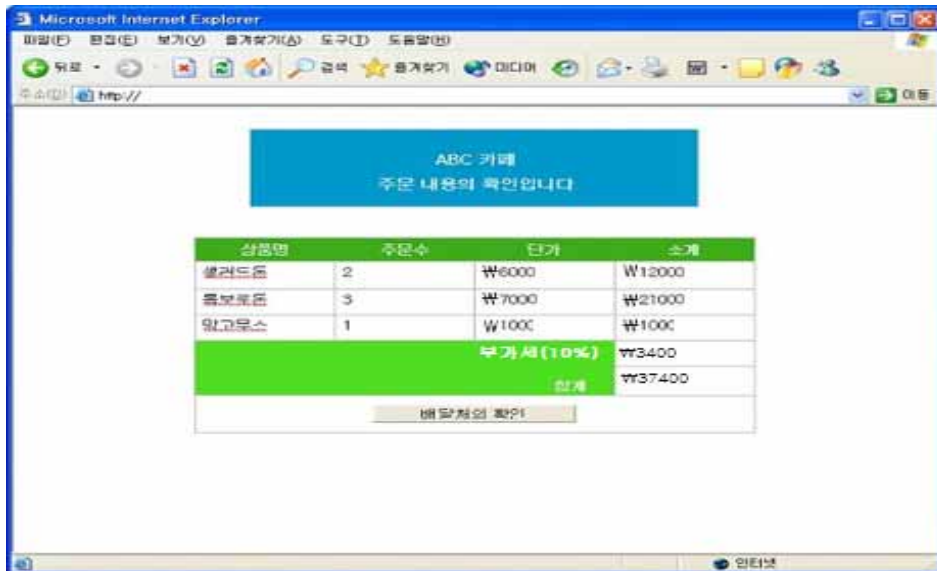 Microsoft Internet Explorer
파일(F) 편집(E) 보기(V) 즐겨찾기(A) 도구(T) 도움말(H)
뒤로 검색 즐겨찾기 미디어
주소(D) http:// 이동
ABC 카페
주문 내용의 확인입니다
상품명 주문수 단가 소계
샐러드돌 2 ₩6000 ₩12000
콤보로돌 3 ₩7000 ₩21000
망고무스 1 ₩1000 ₩1000
부가세(10%) ₩3400
합계 ₩37400
배달처의 확인
인터넷